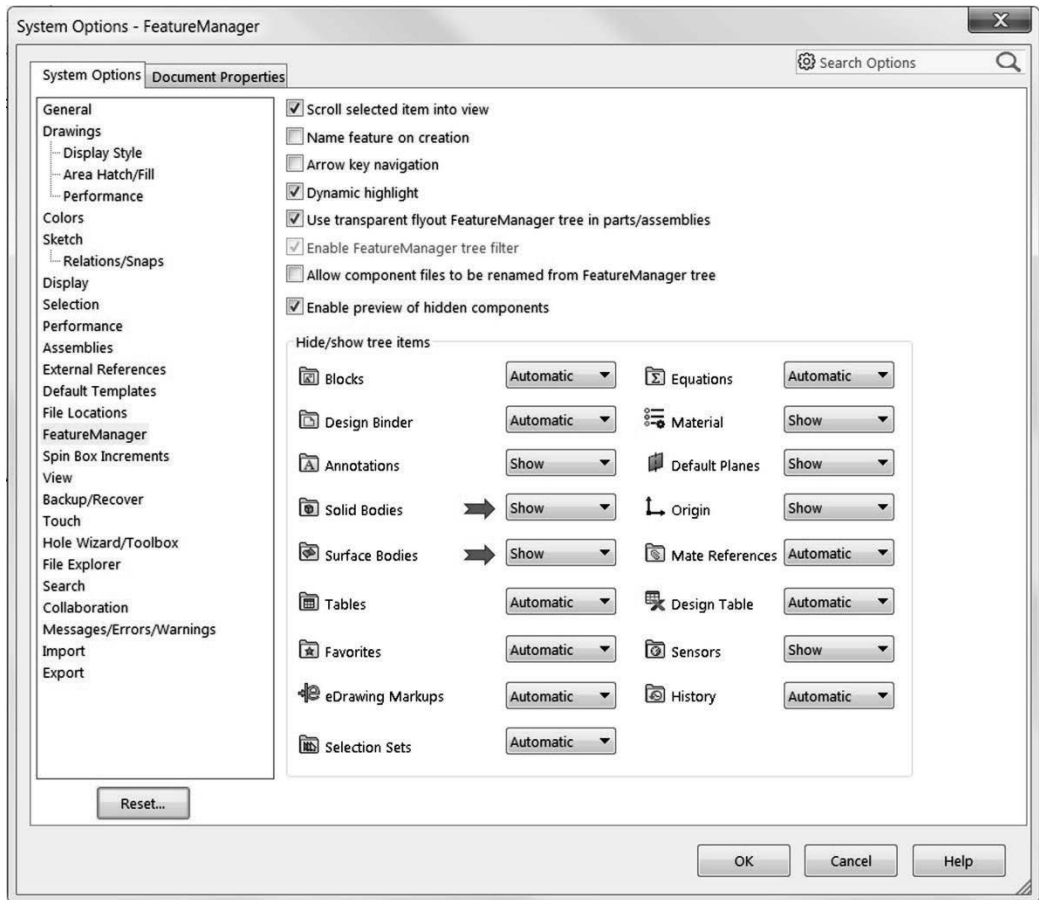 System Options - FeatureManager
System Options Document Properties
Search Options
General
Drawings
Display Style
Area Hatch/Fill
Performance
Colors
Sketch
Relations/Snaps
Display
Selection
Performance
Assemblies
External References
Default Templates
File Locations
FeatureManager
Spin Box Increments
View
Backup/Recover
Touch
Hole Wizard/Toolbox
File Explorer
Search
Collaboration
Messages/Errors/Warnings
Import
Export
Reset...
Scroll selected item into view
Name feature on creation
Arrow key navigation
Dynamic highlight
Use transparent flyout FeatureManager tree in parts/assemblies
Enable FeatureManager tree filter
Allow component files to be renamed from FeatureManager tree
Enable preview of hidden components
Hide/show tree items
Blocks Automatic Equations Automatic
Design Binder Automatic Material Show
Annotations Show Default Planes Show
Solid Bodies Show Origin Show
Surface Bodies Show Mate References Automatic
Tables Automatic Design Table Automatic
Favorites Automatic Sensors Show
eDrawing Markups Automatic History Automatic
Selection Sets Automatic
OK Cancel Help